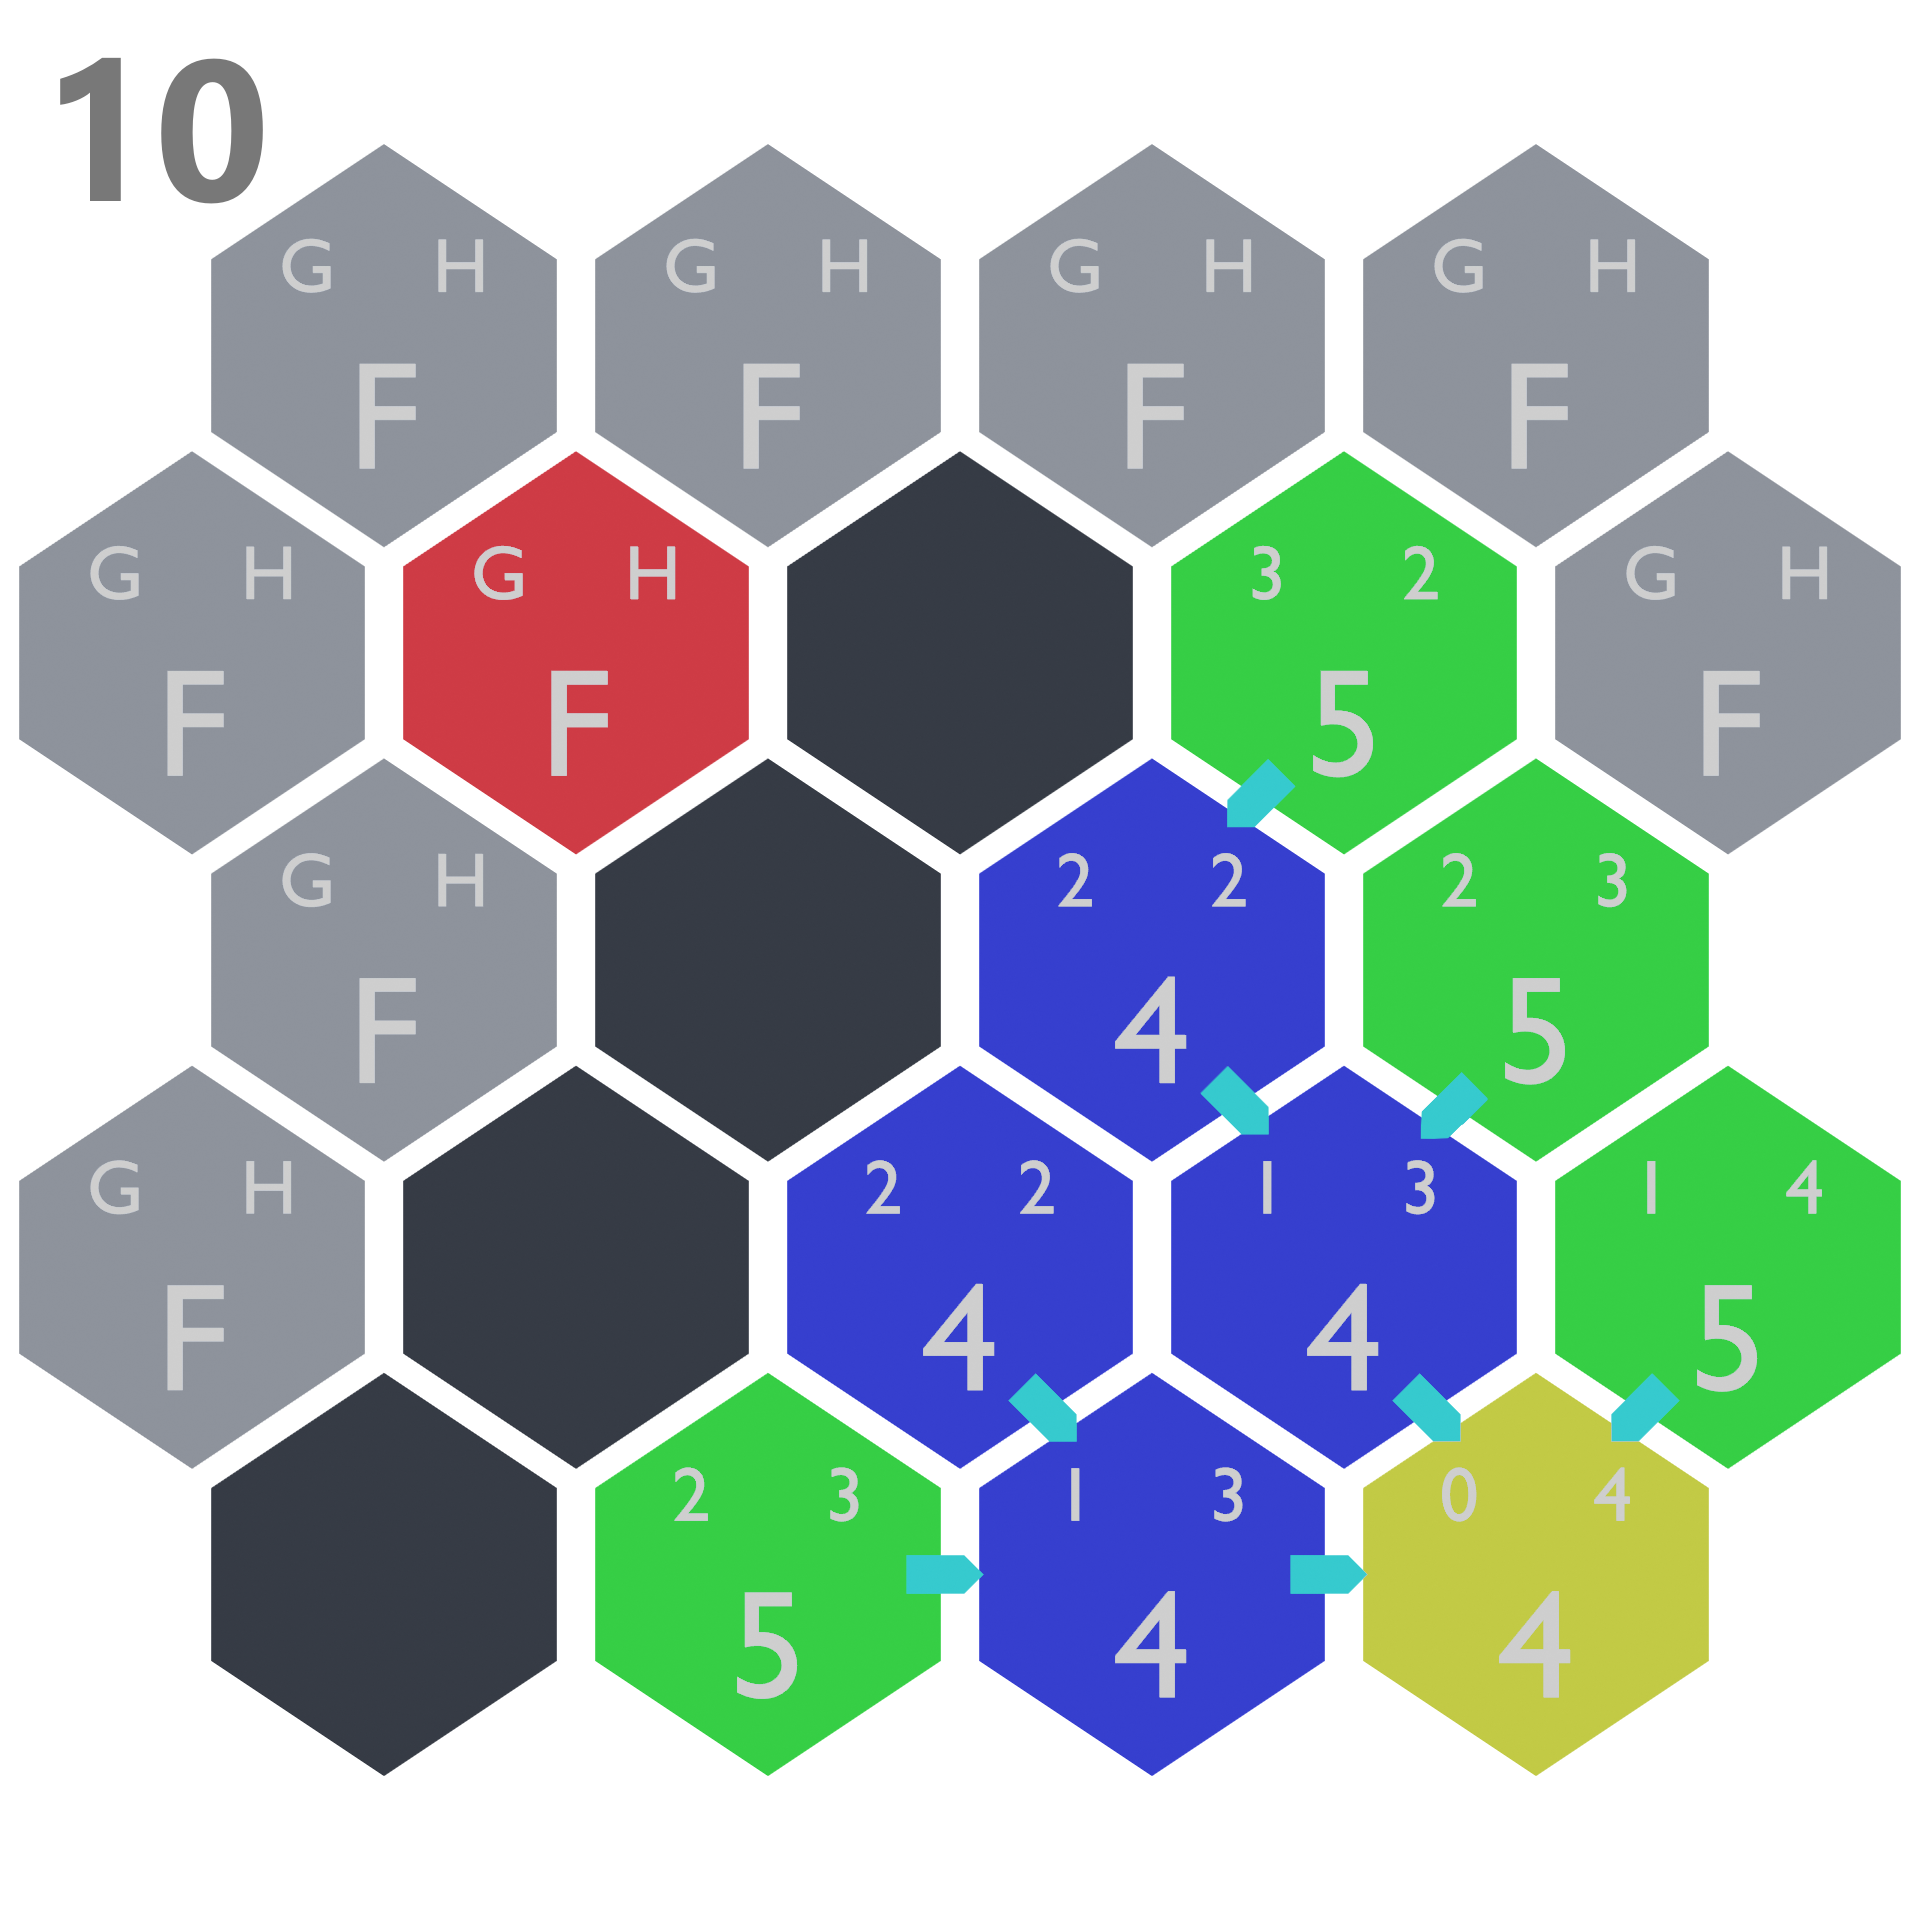 10
G H G H G H G H
F F F F
G H G H 3 2 G H
F F 5 F
G H 2 2 2 3
F 4 5
G H 2 2 1 3 1 4
F 4 4 5
2 3 1 3 0 4
5 4 4